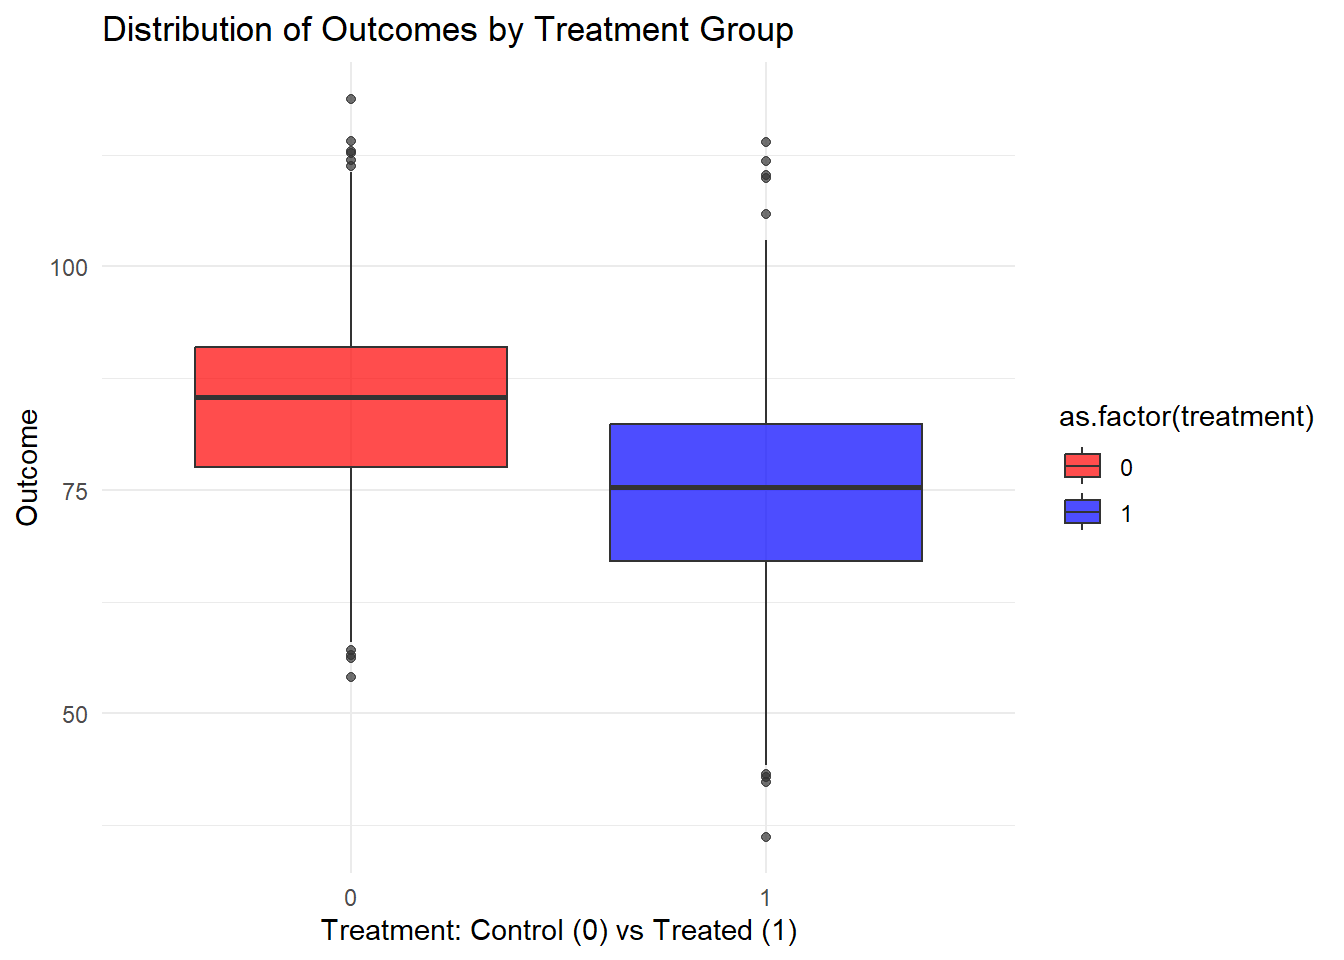 Distribution of Outcomes by Treatment Group
Outcome
100
75
50
0
1
Treatment: Control (0) vs Treated (1)
as.factor(treatment)
0
1